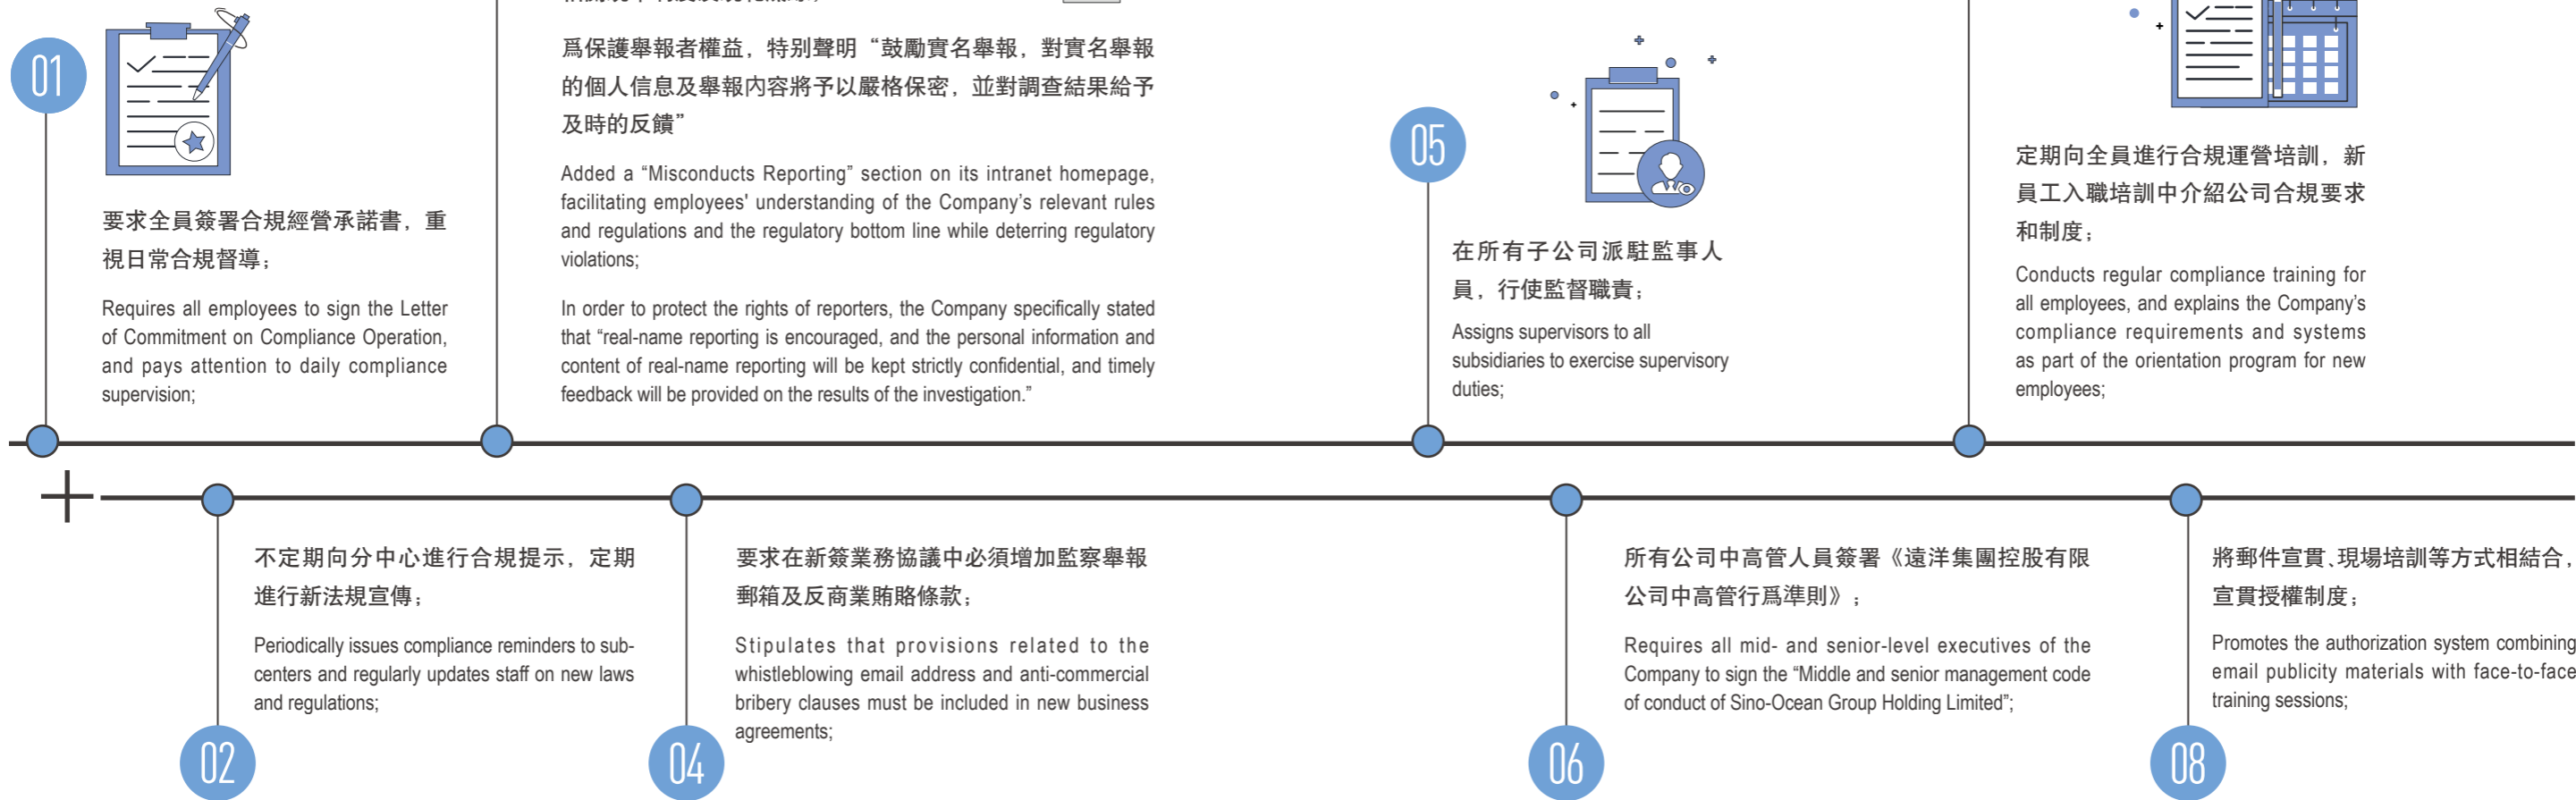 01
要求全員簽署合規經營承諾書，重
視日常合規督導；
Requires all employees to sign the Letter
of Commitment on Compliance Operation,
and pays attention to daily compliance
supervision;
爲保護舉報者權益，特别聲明“鼓勵實名舉報，對實名舉報
的個人信息及舉報内容將予以嚴格保密，並對調查結果給予
及時的反饋”
Added a “Misconducts Reporting” section on its intranet homepage,
facilitating employees' understanding of the Company’s relevant rules
and regulations and the regulatory bottom line while deterring regulatory
violations;
In order to protect the rights of reporters, the Company specifically stated
that “real-name reporting is encouraged, and the personal information and
content of real-name reporting will be kept strictly confidential, and timely
feedback will be provided on the results of the investigation.”
05
在所有子公司派駐監事人
員，行使監督職責；
Assigns supervisors to all
subsidiaries to exercise supervisory
duties;
定期向全員進行合規運營培訓，新
員工入職培訓中介紹公司合規要求
和制度；
Conducts regular compliance training for
all employees, and explains the Company’s
compliance requirements and systems
as part of the orientation program for new
employees;
不定期向分中心進行合規提示，定期
進行新法規宣傳；
Periodically issues compliance reminders to sub-
centers and regularly updates staff on new laws
and regulations;
02
要求在新簽業務協議中必須增加監察舉報
郵箱及反商業賄賂條款；
Stipulates that provisions related to the
whistleblowing email address and anti-commercial
bribery clauses must be included in new business
agreements;
04
所有公司中高管人員簽署《遠洋集團控股有限
公司中高管行爲準則》；
Requires all mid- and senior-level executives of the
Company to sign the “Middle and senior management code
of conduct of Sino-Ocean Group Holding Limited”;
06
將郵件宣貫、現場培訓等方式相結合，
宣貫授權制度；
Promotes the authorization system combining
email publicity materials with face-to-face
training sessions;
08